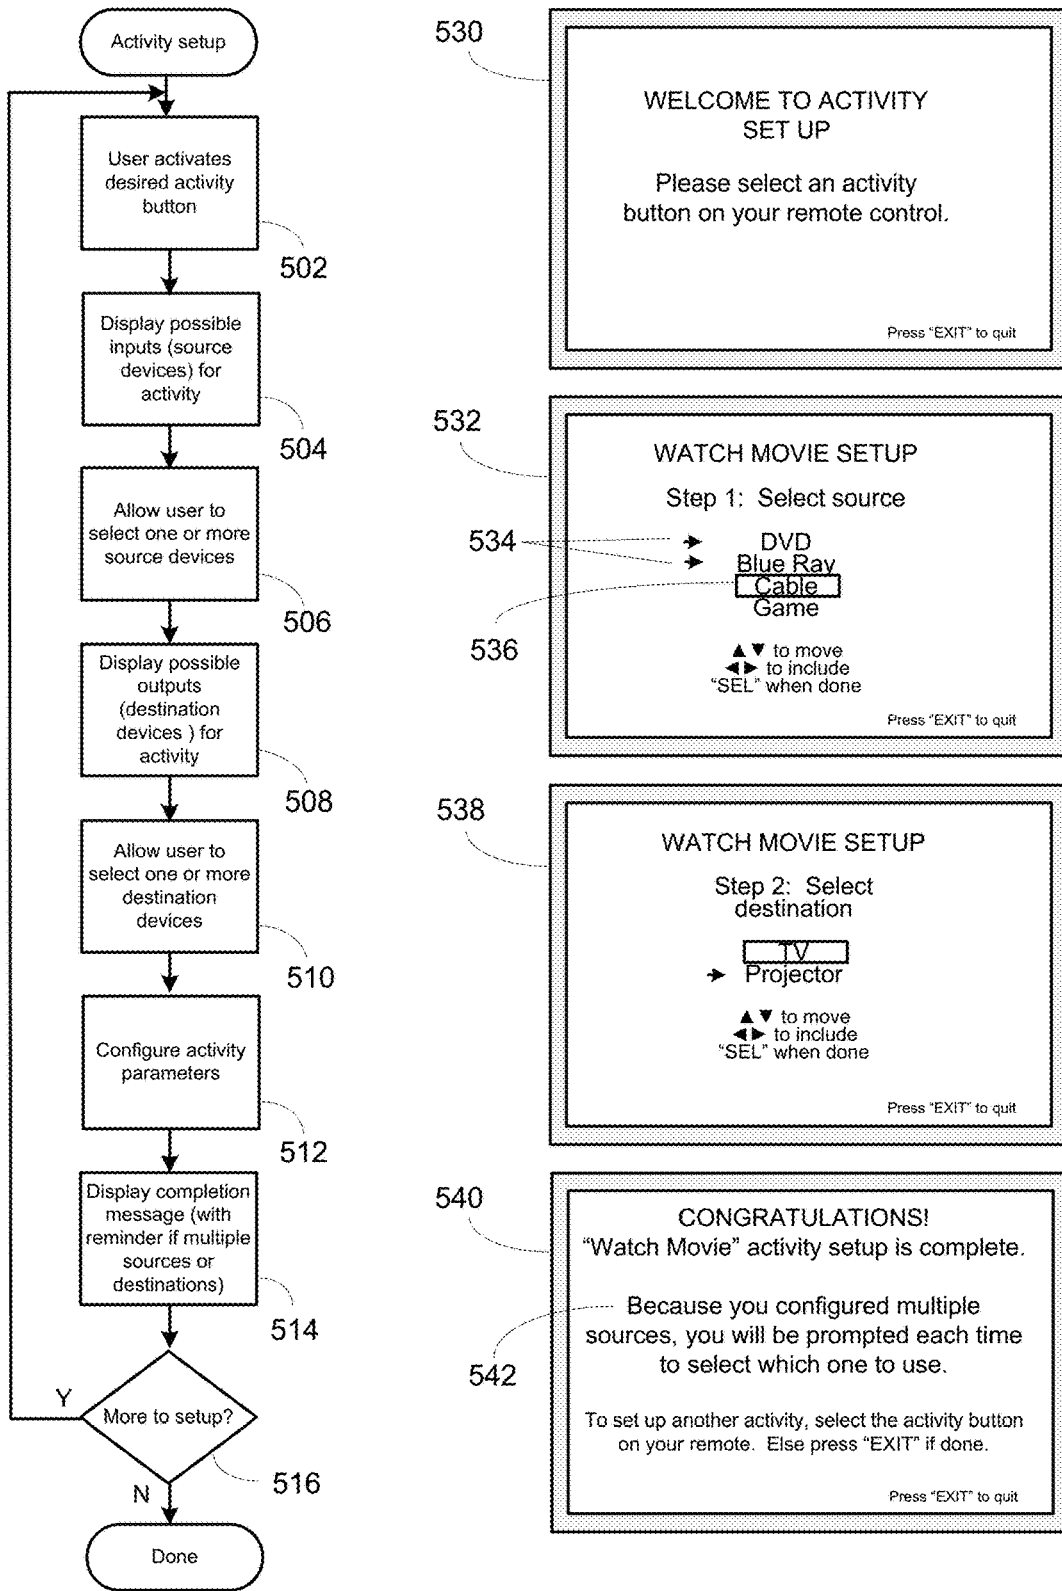 Activity setup
User activates
desired activity
button
502
Display possible
inputs (source
devices) for
activity
504
Allow user to
select one or more
source devices
506
Display possible
outputs
(destination
devices ) for
activity
508
Allow user to
select one or more
destination
devices
510
Configure activity
parameters
512
Display completion
message (with
reminder if multiple
sources or
destinations)
514
More to setup?
Y
516
N
Done
530
WELCOME TO ACTIVITY
SET UP
Please select an activity
button on your remote control.
Press "EXIT" to quit
532
WATCH MOVIE SETUP
Step 1: Select source
534
DVD
Blue Ray
Cable
Game
536
▲ ▼ to move
◄► to include
"SEL" when done
Press "EXIT" to quit
538
WATCH MOVIE SETUP
Step 2: Select
destination
TV
Projector
▲ ▼ to move
◄► to include
"SEL" when done
Press "EXIT" to quit
540
CONGRATULATIONS!
"Watch Movie" activity setup is complete.
542
Because you configured multiple
sources, you will be prompted each time
to select which one to use.
To set up another activity, select the activity button
on your remote. Else press "EXIT" if done.
Press "EXIT" to quit